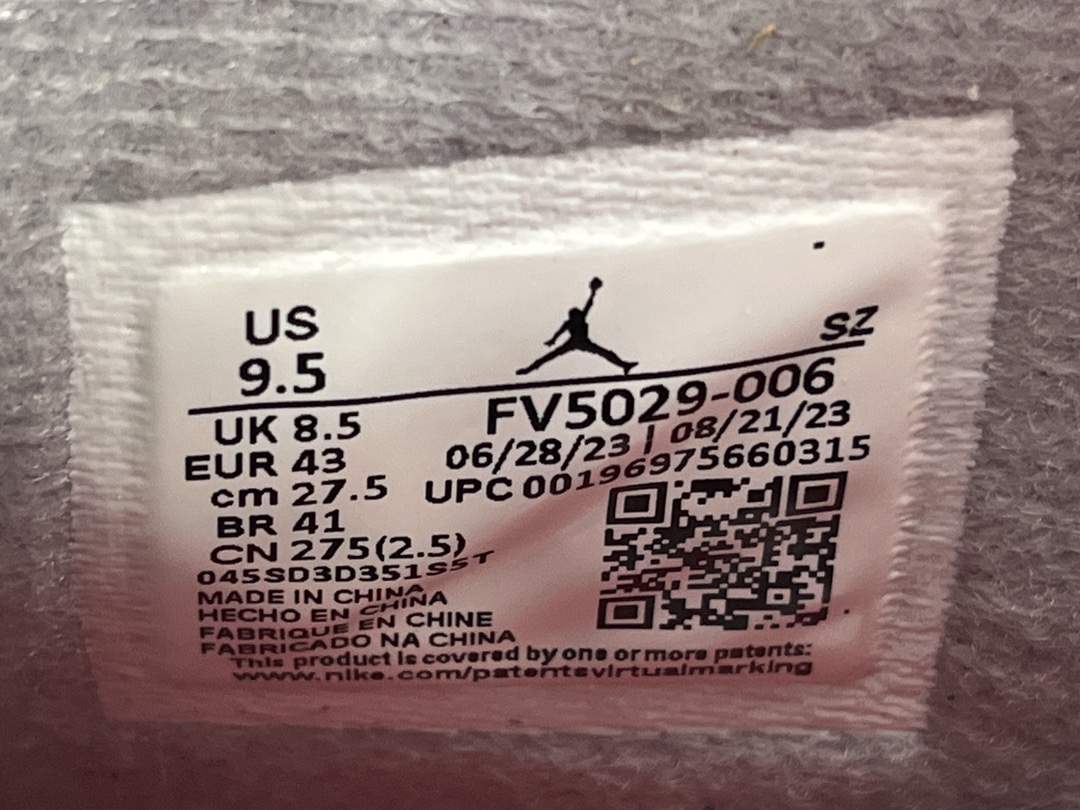 US
9.5
SZ
UK 8.5
EUR 43
cm 27.5
BR 41
CN 275(2.5)
FV5029-006
06/28/23 | 08/21/23
UPC 00196975660315
045SD3D351S5T
MADE IN CHINA
HECHO EN CHINA
FABRIQUE EN CHINE
FABRICADO NA CHINA
This product is covered by one or more patents:
www.nike.com/patentsvirtualmarking